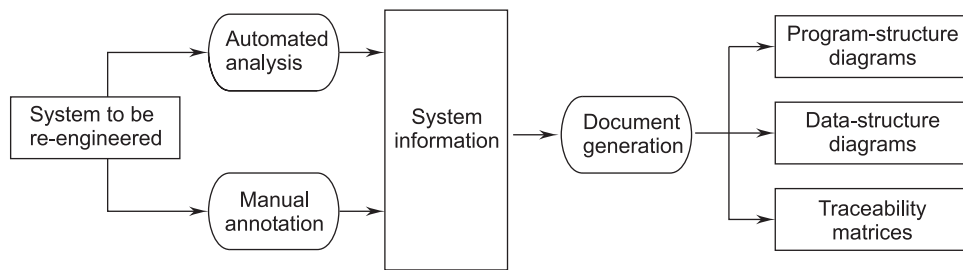 Automated
analysis
System to be
re-engineered
Manual
annotation
System
information
Document
generation
Program-structure
diagrams
Data-structure
diagrams
Traceability
matrices